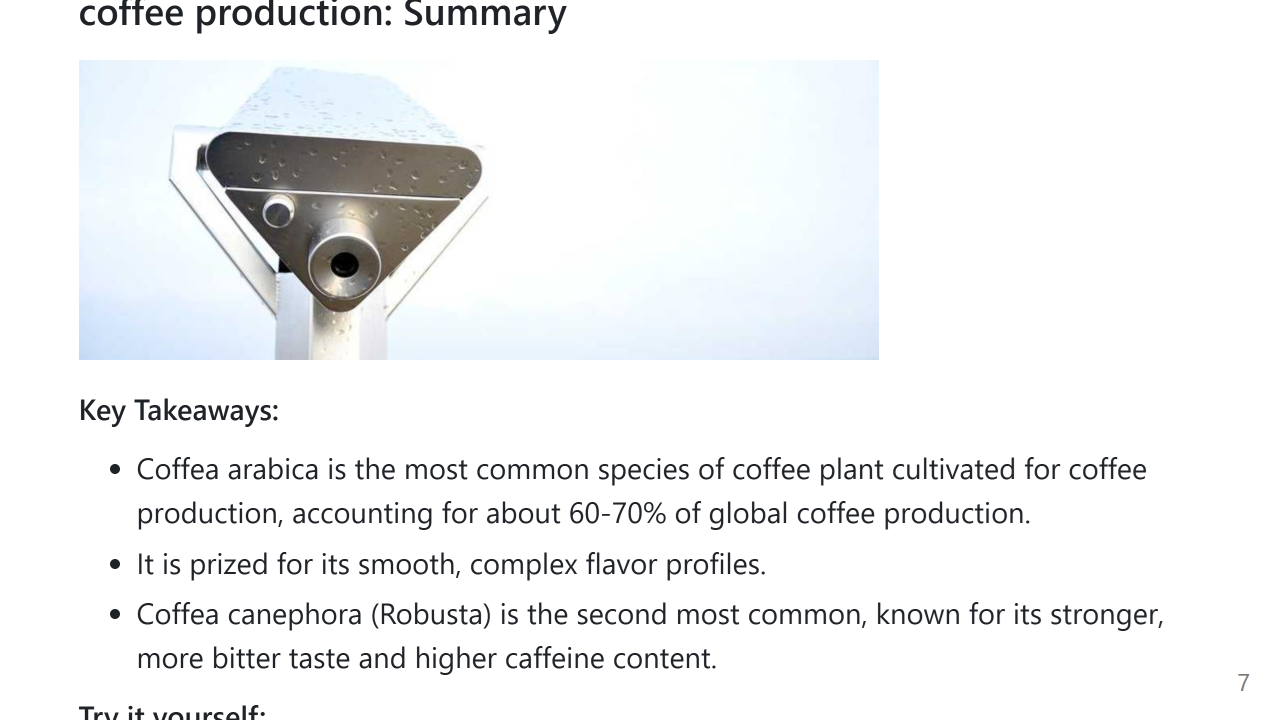 coffee production: Summary
Key Takeaways:
Coffea arabica is the most common species of coffee plant cultivated for coffee
production, accounting for about 60-70% of global coffee production.
It is prized for its smooth, complex flavor profiles.
Coffea canephora (Robusta) is the second most common, known for its stronger,
more bitter taste and higher caffeine content.
7
Try it yourself: